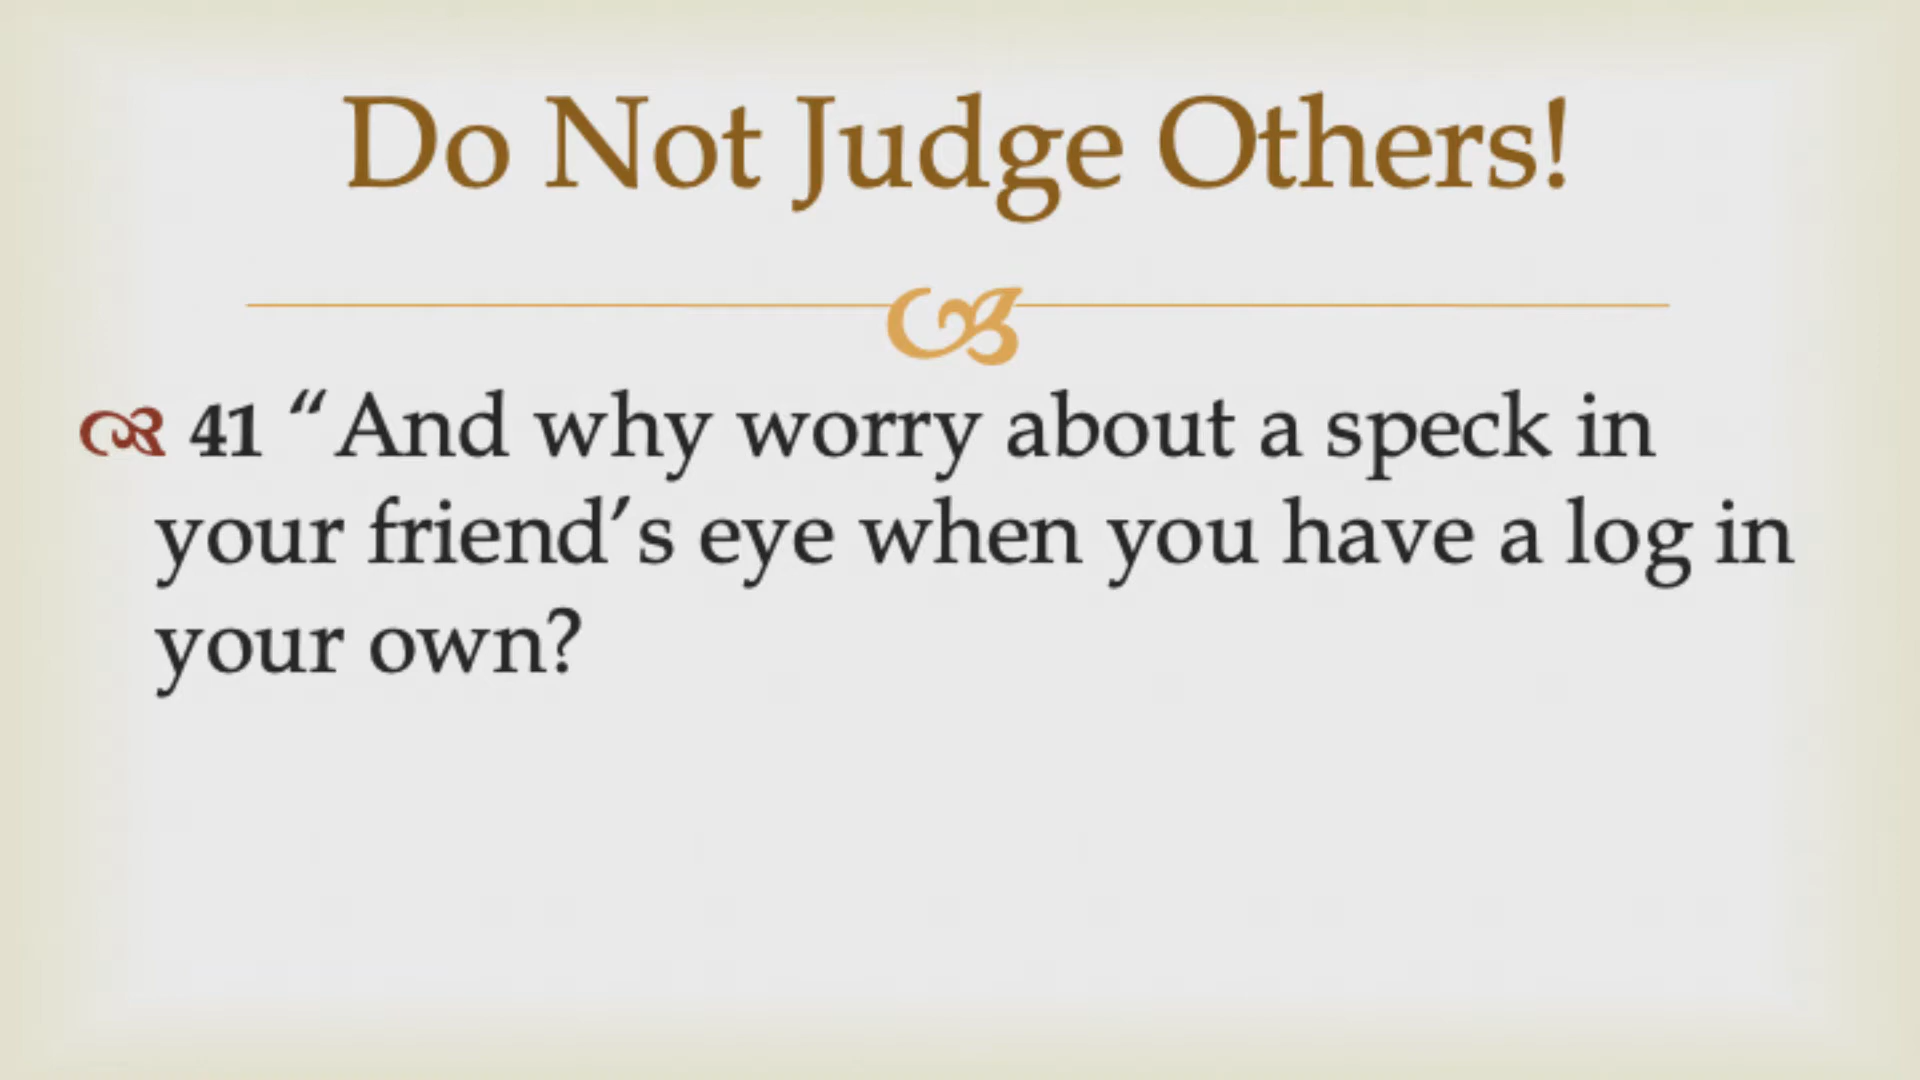 Do Not Judge Others!
41 “And why worry about a speck in
your friend’s eye when you have a log in
your own?